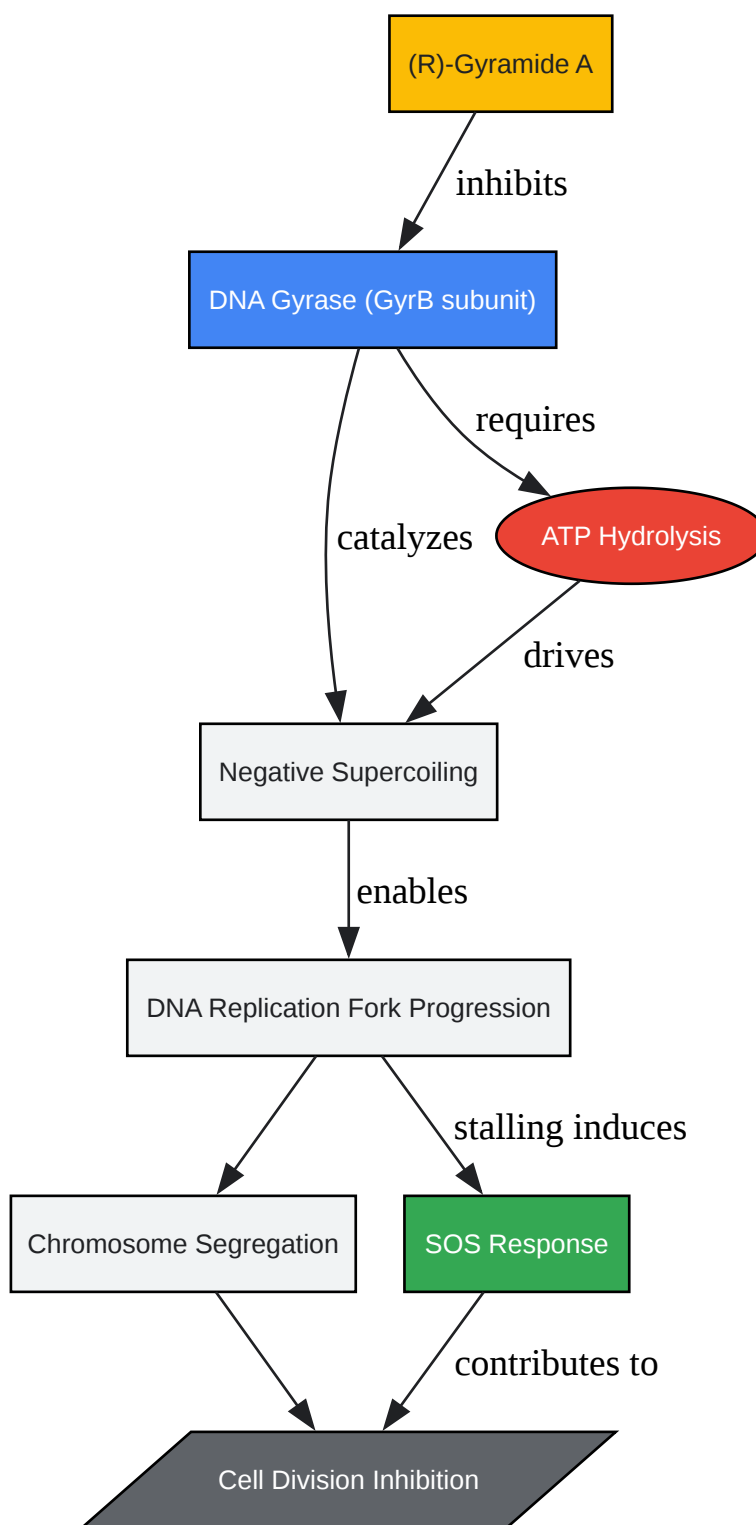 (R)-Gyramide A
inhibits
DNA Gyrase (GyrB subunit)
requires
ATP Hydrolysis
catalyzes
drives
Negative Supercoiling
enables
DNA Replication Fork Progression
stalling induces
Chromosome Segregation
SOS Response
contributes to
Cell Division Inhibition